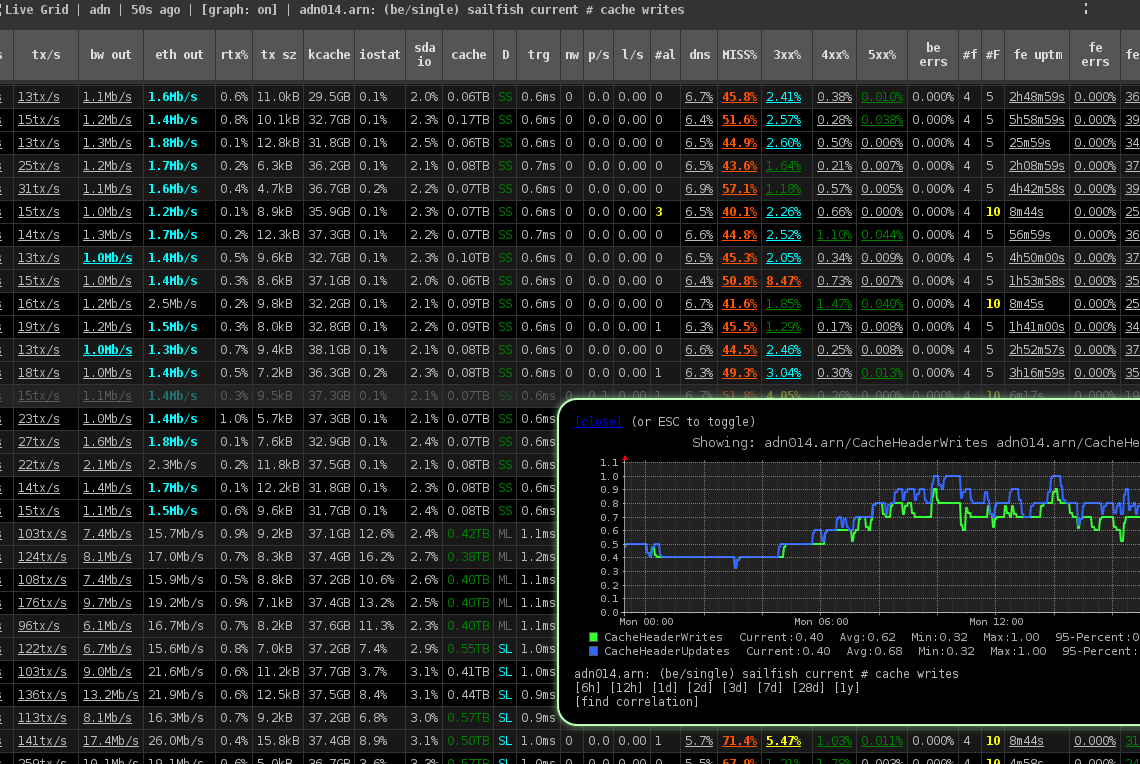 Live Grid | adn | 50s ago | [graph: on] | adn014.arn: (be/single) sailfish current # cache writes
tx/s bw out eth out rtx% tx sz kcache iostat sda io cache D trg nw p/s l/s #al dns MISS% 3xx% 4xx% 5xx% be errs #f #F fe uptm fe errs fe
13tx/s 1.1Mb/s 1.6Mb/s 0.6% 11.0kB 29.5GB 0.1% 2.0% 0.06TB SS 0.6ms 0 0.0 0.00 0 6.7% 45.8% 2.41% 0.38% 0.010% 0.000% 4 5 2h48m59s 0.000% 36
15tx/s 1.2Mb/s 1.4Mb/s 0.8% 10.1kB 32.7GB 0.1% 2.3% 0.17TB SS 0.6ms 0 0.0 0.00 0 6.4% 51.6% 2.57% 0.28% 0.038% 0.000% 4 5 5h58m59s 0.000% 39
13tx/s 1.3Mb/s 1.8Mb/s 0.1% 12.8kB 31.8GB 0.1% 2.5% 0.06TB SS 0.6ms 0 0.0 0.00 0 6.5% 44.9% 2.60% 0.50% 0.006% 0.000% 4 5 25m59s 0.000% 34
25tx/s 1.2Mb/s 1.7Mb/s 0.2% 6.3kB 36.2GB 0.1% 2.1% 0.08TB SS 0.7ms 0 0.0 0.00 0 6.5% 43.6% 1.64% 0.21% 0.007% 0.000% 4 5 2h08m59s 0.000% 37
31tx/s 1.1Mb/s 1.6Mb/s 0.4% 4.7kB 36.7GB 0.2% 2.2% 0.07TB SS 0.6ms 0 0.0 0.00 0 6.9% 57.1% 1.18% 0.57% 0.005% 0.000% 4 5 4h42m58s 0.000% 39
15tx/s 1.0Mb/s 1.2Mb/s 0.1% 8.9kB 35.9GB 0.1% 2.3% 0.07TB SS 0.6ms 0 0.0 0.00 3 6.5% 40.1% 2.26% 0.66% 0.000% 0.000% 4 10 8m44s 0.000% 25
14tx/s 1.3Mb/s 1.7Mb/s 0.2% 12.3kB 37.3GB 0.1% 2.2% 0.07TB SS 0.7ms 0 0.0 0.00 0 6.6% 44.8% 2.52% 1.10% 0.044% 0.000% 4 5 56m59s 0.000% 36
13tx/s 1.0Mb/s 1.4Mb/s 0.5% 9.6kB 32.7GB 0.1% 2.3% 0.10TB SS 0.6ms 0 0.0 0.00 0 6.5% 45.3% 2.05% 0.34% 0.009% 0.000% 4 5 4h50m00s 0.000% 37
15tx/s 1.0Mb/s 1.4Mb/s 0.3% 8.6kB 37.1GB 0.1% 2.0% 0.06TB SS 0.6ms 0 0.0 0.00 0 6.4% 50.8% 8.47% 0.73% 0.007% 0.000% 4 5 1h53m58s 0.000% 38
16tx/s 1.2Mb/s 2.5Mb/s 0.2% 9.8kB 32.2GB 0.1% 2.1% 0.09TB SS 0.6ms 0 0.0 0.00 0 6.7% 41.6% 1.85% 1.47% 0.040% 0.000% 4 10 8m45s 0.000% 25
19tx/s 1.2Mb/s 1.5Mb/s 0.3% 8.0kB 32.8GB 0.1% 2.2% 0.09TB SS 0.6ms 0 0.0 0.00 1 6.3% 45.5% 1.29% 0.17% 0.008% 0.000% 4 5 1h41m00s 0.000% 34
13tx/s 1.0Mb/s 1.3Mb/s 0.7% 9.4kB 38.1GB 0.1% 2.1% 0.08TB SS 0.6ms 0 0.0 0.00 0 6.6% 44.5% 2.46% 0.25% 0.008% 0.000% 4 5 2h52m57s 0.000% 37
18tx/s 1.0Mb/s 1.4Mb/s 0.5% 7.2kB 36.3GB 0.2% 2.3% 0.08TB SS 0.6ms 0 0.0 0.00 1 6.3% 49.3% 3.04% 0.30% 0.013% 0.000% 4 5 3h16m59s 0.000% 35
15tx/s 1.1Mb/s 1.4Mb/s 0.3% 9.5kB 37.3GB 0.1% 2.1% 0.07TB SS 0.6ms
23tx/s 1.0Mb/s 1.4Mb/s 1.0% 5.7kB 37.3GB 0.1% 2.1% 0.07TB SS 0.6ms
27tx/s 1.6Mb/s 1.8Mb/s 0.1% 7.6kB 32.9GB 0.1% 2.4% 0.07TB SS 0.6ms
22tx/s 2.1Mb/s 2.3Mb/s 0.2% 11.8kB 37.5GB 0.1% 2.1% 0.08TB SS 0.6ms
14tx/s 1.4Mb/s 1.7Mb/s 0.1% 12.2kB 31.8GB 0.1% 2.3% 0.08TB SS 0.6ms
15tx/s 1.1Mb/s 1.5Mb/s 0.6% 9.6kB 37.5GB 0.1% 2.4% 0.08TB SS 0.6ms
103tx/s 7.4Mb/s 15.7Mb/s 0.9% 9.2kB 37.1GB 12.6% 2.4% 0.42TB ML 1.1ms
124tx/s 8.1Mb/s 17.0Mb/s 0.7% 8.3kB 37.4GB 16.2% 2.7% 0.38TB ML 1.2ms
108tx/s 7.4Mb/s 15.9Mb/s 0.5% 8.8kB 37.2GB 10.6% 2.6% 0.40TB ML 1.1ms
176tx/s 9.7Mb/s 19.2Mb/s 0.9% 7.1kB 37.4GB 13.2% 2.5% 0.40TB ML 1.1ms
96tx/s 6.1Mb/s 16.7Mb/s 0.7% 8.2kB 37.6GB 11.3% 2.3% 0.40TB ML 1.1ms
122tx/s 6.7Mb/s 15.6Mb/s 0.8% 7.0kB 37.2GB 7.4% 2.9% 0.55TB SL 1.0ms
103tx/s 9.0Mb/s 21.6Mb/s 0.6% 11.2kB 37.7GB 3.7% 3.1% 0.41TB SL 1.0ms
136tx/s 13.2Mb/s 21.9Mb/s 0.6% 12.5kB 37.5GB 8.4% 3.1% 0.44TB SL 0.9ms
113tx/s 8.1Mb/s 16.3Mb/s 0.7% 9.2kB 37.2GB 6.8% 3.0% 0.57TB SL 0.9ms
141tx/s 17.4Mb/s 26.0Mb/s 0.4% 15.8kB 37.4GB 8.9% 3.1% 0.50TB SL 1.0ms 0 0.0 0.00 1 5.7% 71.4% 5.47% 1.03% 0.011% 0.000% 4 10 8m44s 0.000% 31
[close] (or ESC to toggle)
Showing: adn014.arn/CacheHeaderWrites adn014.arn/CacheHe
1.1
1.0
0.9
0.8
0.7
0.6
0.5
0.4
0.3
0.2
0.1
0.0
Mon 00:00 Mon 06:00 Mon 12:00
CacheHeaderWrites Current:0.40 Avg:0.62 Min:0.32 Max:1.00 95-Percent:0
CacheHeaderUpdates Current:0.40 Avg:0.68 Min:0.32 Max:1.00 95-Percent:
adn014.arn: (be/single) sailfish current # cache writes
[6h] [12h] [1d] [2d] [3d] [7d] [28d] [1y]
[find correlation]